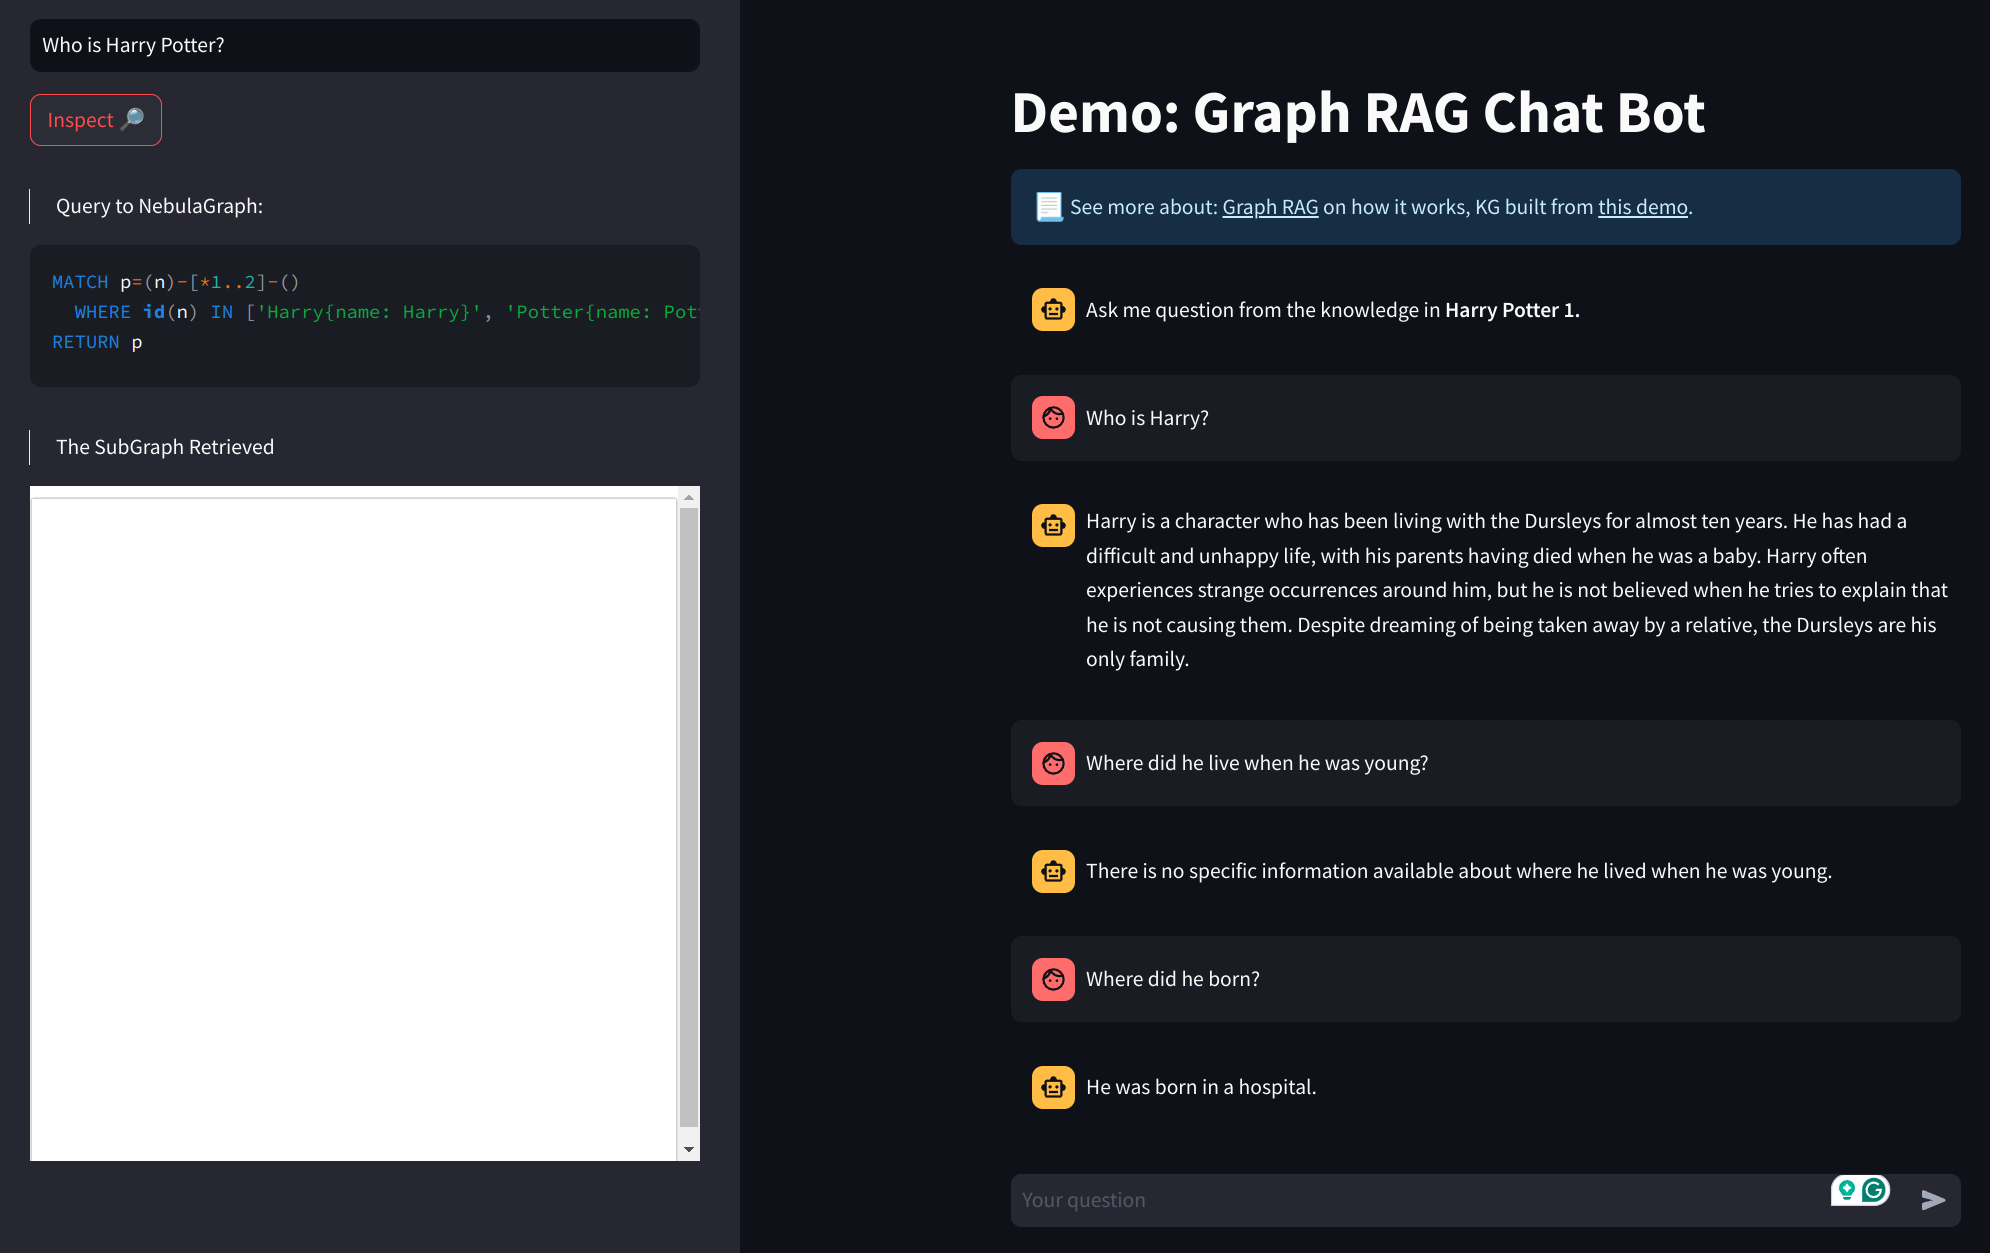 Who is Harry Potter?
Inspect 🔎
Query to NebulaGraph:
MATCH p=(n)-[*1..2]-()
  WHERE id(n) IN ['Harry{name: Harry}', 'Potter{name: Pot
RETURN p
The SubGraph Retrieved
Demo: Graph RAG Chat Bot
📃 See more about: Graph RAG on how it works, KG built from this demo.
Ask me question from the knowledge in Harry Potter 1.
Who is Harry?
Harry is a character who has been living with the Dursleys for almost ten years. He has had a
difficult and unhappy life, with his parents having died when he was a baby. Harry often
experiences strange occurrences around him, but he is not believed when he tries to explain that
he is not causing them. Despite dreaming of being taken away by a relative, the Dursleys are his
only family.
Where did he live when he was young?
There is no specific information available about where he lived when he was young.
Where did he born?
He was born in a hospital.
Your question